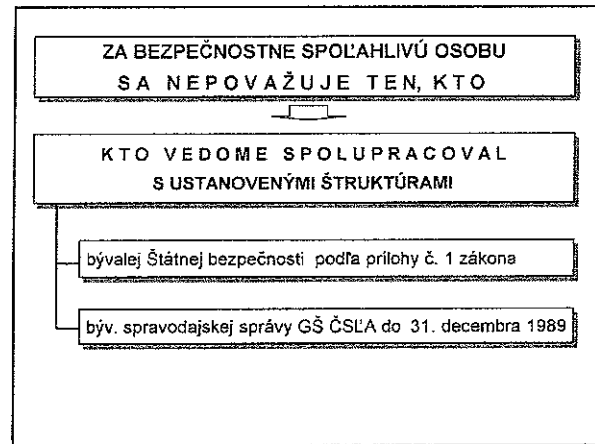 ZA BEZPEČNOSTNE SPOĽAHLIVÚ OSOBU
SA NEPOVAŽUJE TEN, KTO
KTO VEDOME SPOLUPRACOVAL
S USTANOVENÝMI ŠTRUKTÚRAMI
bývalej Štátnej bezpečnosti podľa prílohy č. 1 zákona
býv. spravodajskej správy GŠ ČSĽA do 31. decembra 1989